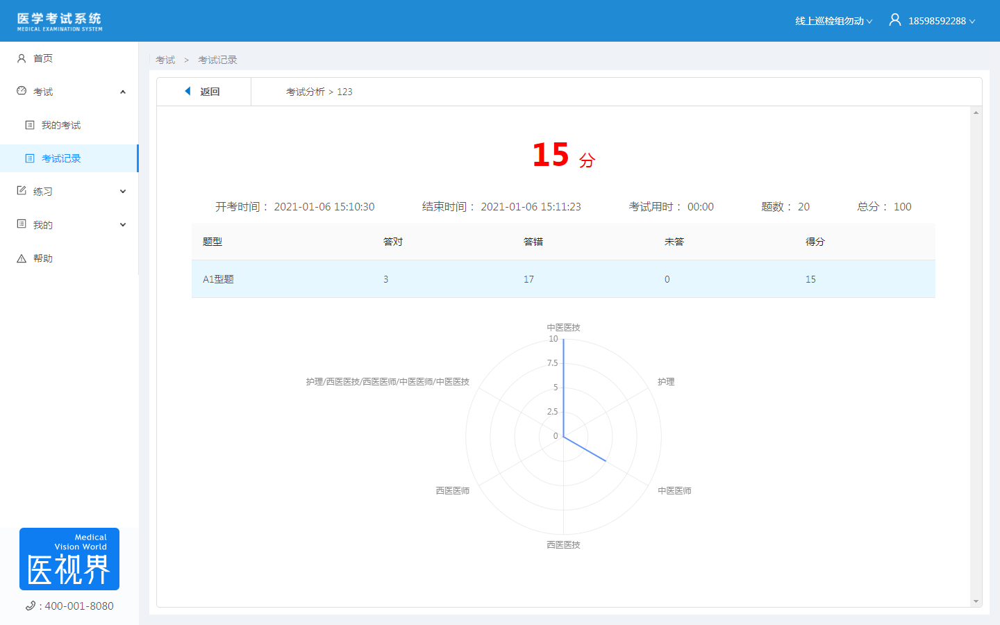 医学考试系统
MEDICAL EXAMINATION SYSTEM
线上巡检组勿动
18598592288
首页
考试
我的考试
考试记录
练习
我的
帮助
Medical
Vision World
医视界
: 400-001-8080
考试 > 考试记录
返回
考试分析 > 123
15 分
开考时间： 2021-01-06 15:10:30 结束时间： 2021-01-06 15:11:23 考试用时： 00:00 题数： 20 总分： 100
题型 答对 答错 未答 得分
A1型题 3 17 0 15
中医医技
10
7.5
护理/西医医技/西医医师/中医医师/中医医技
护理
5
2.5
0
西医医师
中医医师
西医医技